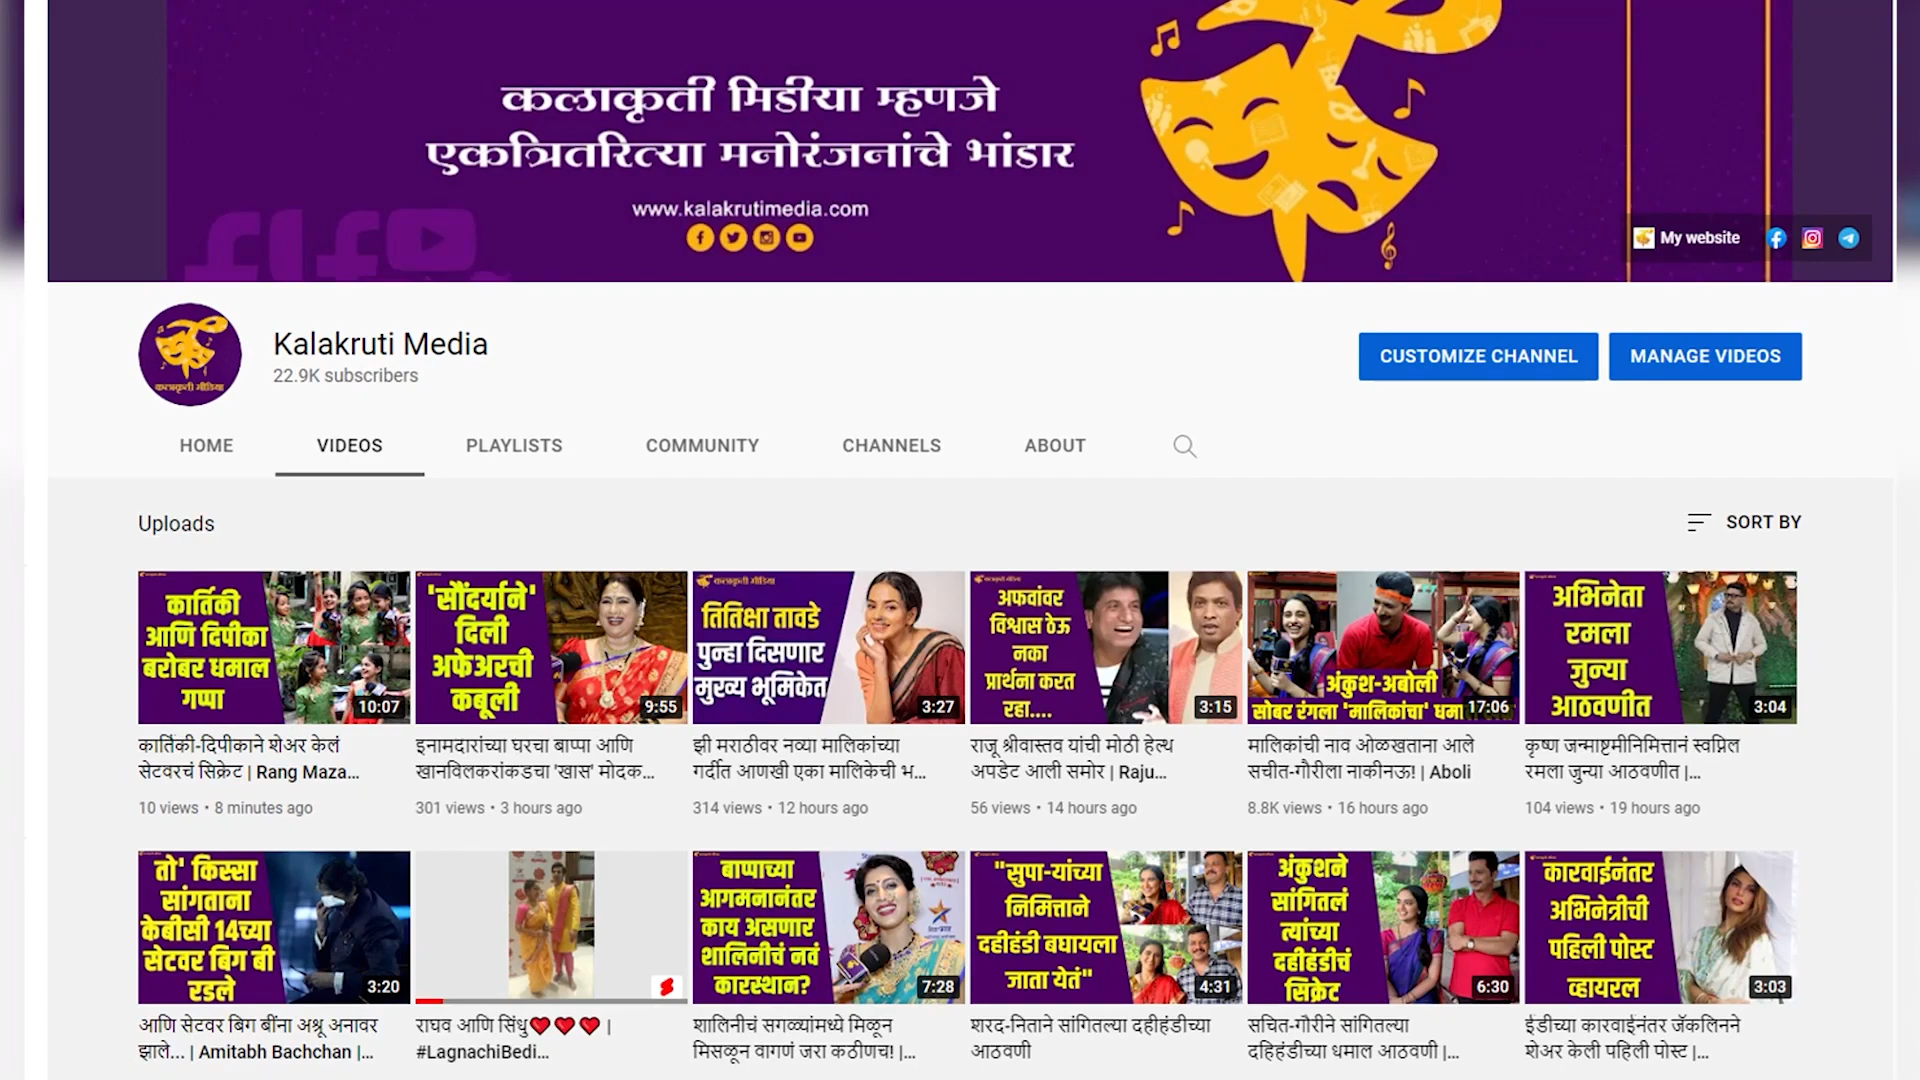 कलाकृती मिडीया म्हणजे
एकत्रितरित्या मनोरंजनांचे भांडार
www.kalakrutimedia.com
My website
कलाकृती मीडिया
Kalakruti Media
22.9K subscribers
CUSTOMIZE CHANNEL
MANAGE VIDEOS
HOME
VIDEOS
PLAYLISTS
COMMUNITY
CHANNELS
ABOUT
Uploads
SORT BY
कार्तिकी
आणि दिपीका
बरोबर धमाल
गप्पा
10:07
कार्तिकी-दिपीकाने शेअर केलं
सेटवरचं सिक्रेट | Rang Maza...
10 views • 8 minutes ago
'सौंदर्याने'
दिली
अफेअरची
कबूली
9:55
इनामदारांच्या घरचा बाप्पा आणि
खानविलकरांकडचा 'खास' मोदक...
301 views • 3 hours ago
कलाकृती मीडिया
तितिक्षा तावडे
पुन्हा दिसणार
मुख्य भूमिकेत
3:27
झी मराठीवर नव्या मालिकांच्या
गर्दीत आणखी एका मालिकेची भ...
314 views • 12 hours ago
अफवांवर
विश्वास ठेऊ
नका
प्रार्थना करत
रहा....
3:15
राजू श्रीवास्तव यांची मोठी हेल्थ
अपडेट आली समोर | Raju...
56 views • 14 hours ago
अंकुश-अबोली
सोबर रंगला 'मालिकांचा' धमा
17:06
मालिकांची नाव ओळखताना आले
सचीत-गौरीला नाकीनऊ! | Aboli
8.8K views • 16 hours ago
अभिनेता
रमला
जुन्या
आठवणीत
3:04
कृष्ण जन्माष्टमीनिमित्तानं स्वप्निल
रमला जुन्या आठवणीत |...
104 views • 19 hours ago
तो' किस्सा
सांगताना
केबीसी 14च्या
सेटवर बिग बी
रडले
3:20
आणि सेटवर बिग बींना अश्रू अनावर
झाले... | Amitabh Bachchan |...
राघव आणि सिंधु❤❤❤ |
#LagnachiBedi...
बाप्पाच्या
आगमनानंतर
काय असणार
शालिनीचं नवं
कारस्थान?
7:28
शालिनीचं सगळ्यांमध्ये मिळून
मिसळून वागणं जरा कठीणच! |...
"सुपा-यांच्या
निमित्ताने
दहीहंडी बघायला
जाता येतं"
4:31
शरद-निताने सांगितल्या दहीहंडीच्या
आठवणी
अंकुशने
सांगितलं
त्यांच्या
दहीहंडीचं
सिक्रेट
6:30
सचित-गौरीने सांगितल्या
दहिहंडीच्या धमाल आठवणी |...
कारवाईनंतर
अभिनेत्रीची
पहिली पोस्ट
व्हायरल
3:03
ईडीच्या कारवाईनंतर जॅकलिनने
शेअर केली पहिली पोस्ट |...